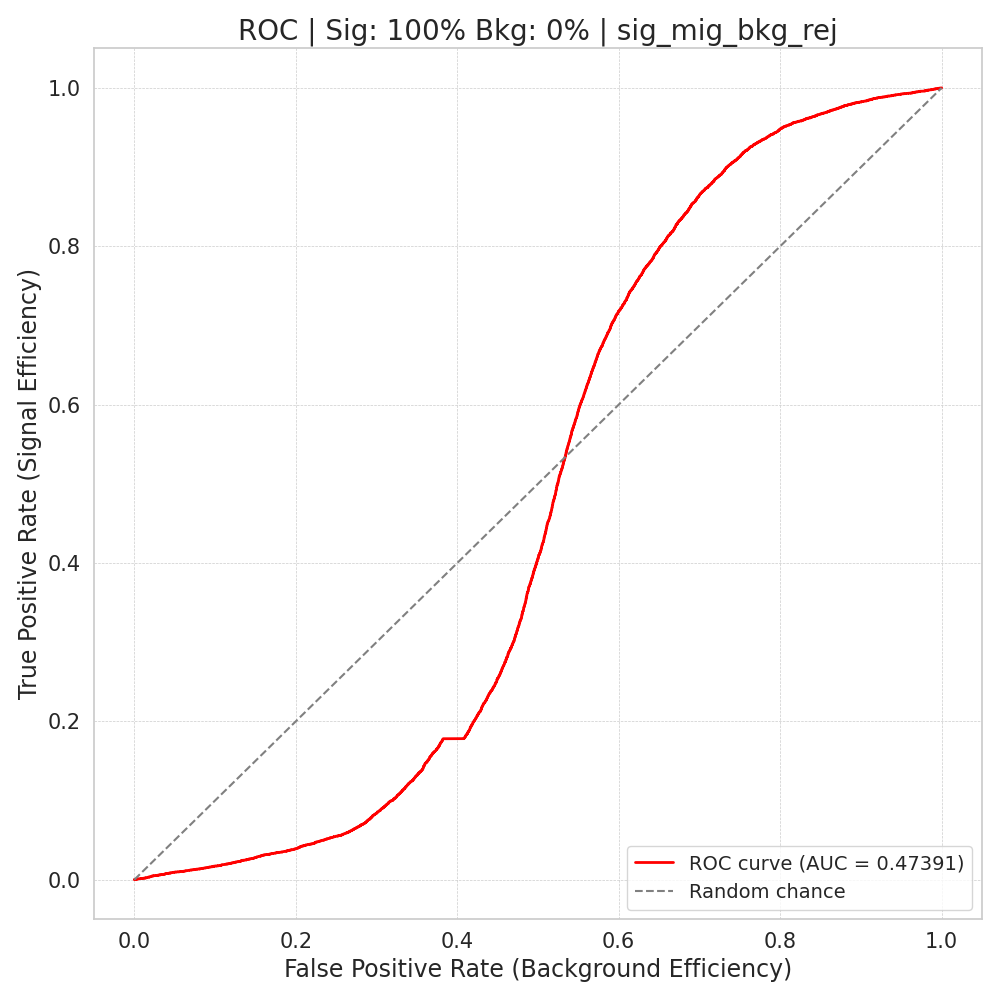 ROC | Sig: 100% Bkg: 0% | sig_mig_bkg_rej
True Positive Rate (Signal Efficiency)
1.0
0.8
0.6
0.4
0.2
0.0
ROC curve (AUC = 0.47391)
Random chance
0.0 0.2 0.4 0.6 0.8 1.0
False Positive Rate (Background Efficiency)